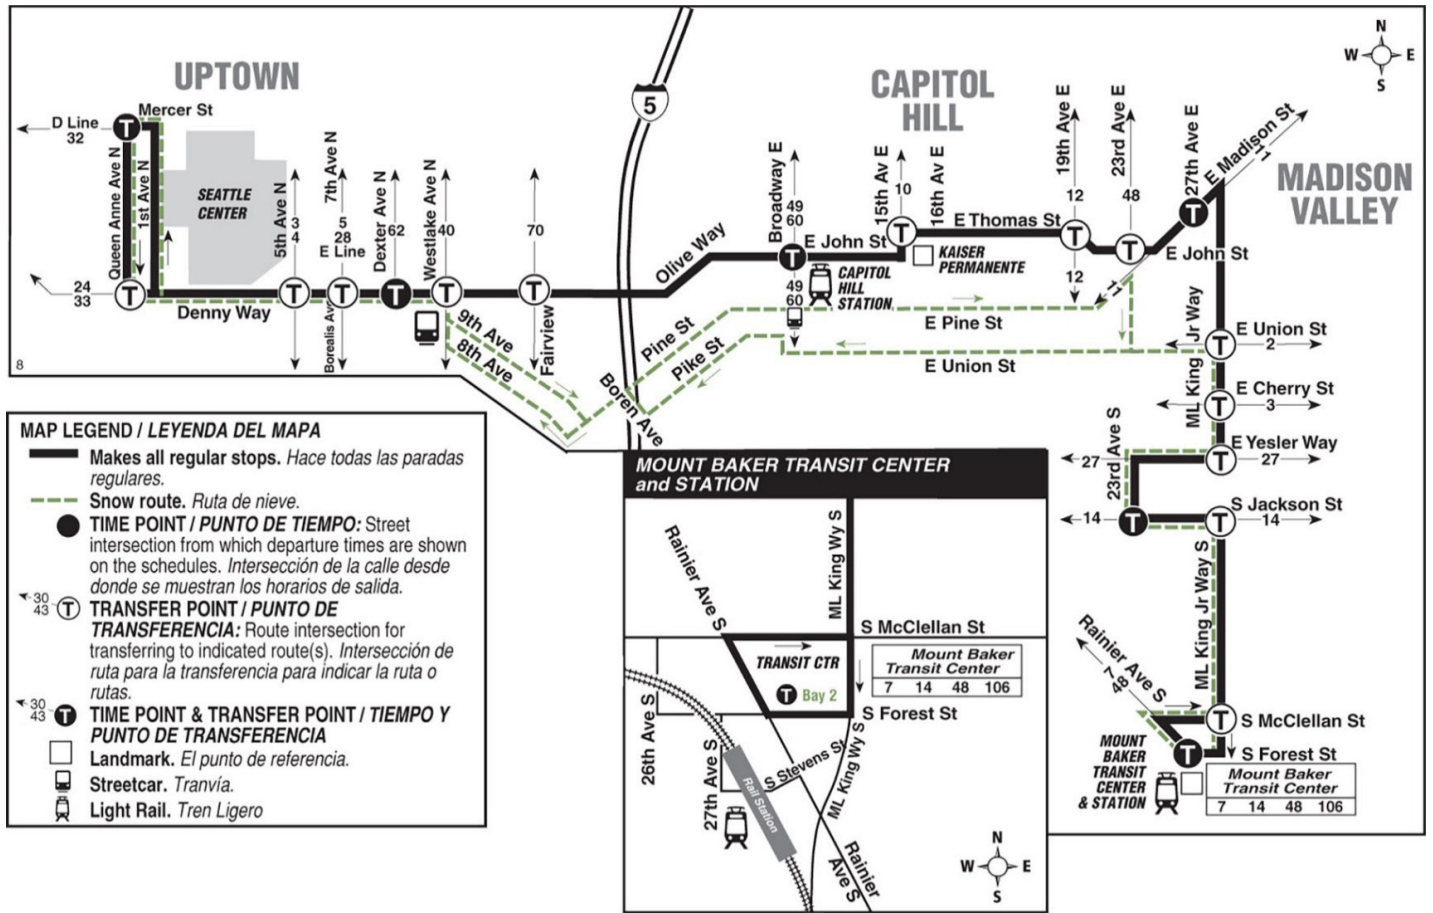 UPTOWN
CAPITOL
HILL
MADISON
VALLEY
N
W E
S
5
Mercer St
D Line
32
T
Queen Anne Ave N
1st Ave N
SEATTLE
CENTER
24
33
T
Denny Way
5th Ave N
3
4
T
7th Ave N
5
28
E Line
T
Borealis Ave
Dexter Ave N
62
T
Westlake Ave N
40
T
70
T
Fairview
9th Ave
8th Ave
Olive Way
Boren Ave
Pine St
Pike St
Broadway E
49
60
T
E John St
49
60
CAPITOL
HILL
STATION
15th Av E
10
T
16th Av E
KAISER
PERMANENTE
E Thomas St
19th Ave E
12
T
12
23rd Ave E
48
T
11
27th Ave E
T
E Madison St
11
E John St
E Pine St
E Union St
ML King Jr Way
T
E Union St
2
T
E Cherry St
3
E Yesler Way
27
T
27
23rd Ave S
S Jackson St
14
T
T
14
ML King Jr Way S
Rainier Ave S
7
48
T
S McClellan St
T
S Forest St
MOUNT
BAKER
TRANSIT
CENTER
& STATION
Mount Baker
Transit Center
7 14 48 106
8
MAP LEGEND / LEYENDA DEL MAPA
Makes all regular stops. Hace todas las paradas
regulares.
Snow route. Ruta de nieve.
TIME POINT / PUNTO DE TIEMPO: Street
intersection from which departure times are shown
on the schedules. Intersección de la calle desde
donde se muestran los horarios de salida.
30
43 T TRANSFER POINT / PUNTO DE
TRANSFERENCIA: Route intersection for
transferring to indicated route(s). Intersección de
ruta para la transferencia para indicar la ruta o
rutas.
30
43 T TIME POINT & TRANSFER POINT / TIEMPO Y
PUNTO DE TRANSFERENCIA
Landmark. El punto de referencia.
Streetcar. Tranvía.
Light Rail. Tren Ligero
MOUNT BAKER TRANSIT CENTER
and STATION
Rainier Ave S
ML King Wy S
S McClellan St
TRANSIT CTR
T Bay 2
Mount Baker
Transit Center
7 14 48 106
S Forest St
26th Ave S
27th Ave S
S Stevens St
ML King Wy S
Rail Station
Rainier
Ave S
N
W E
S